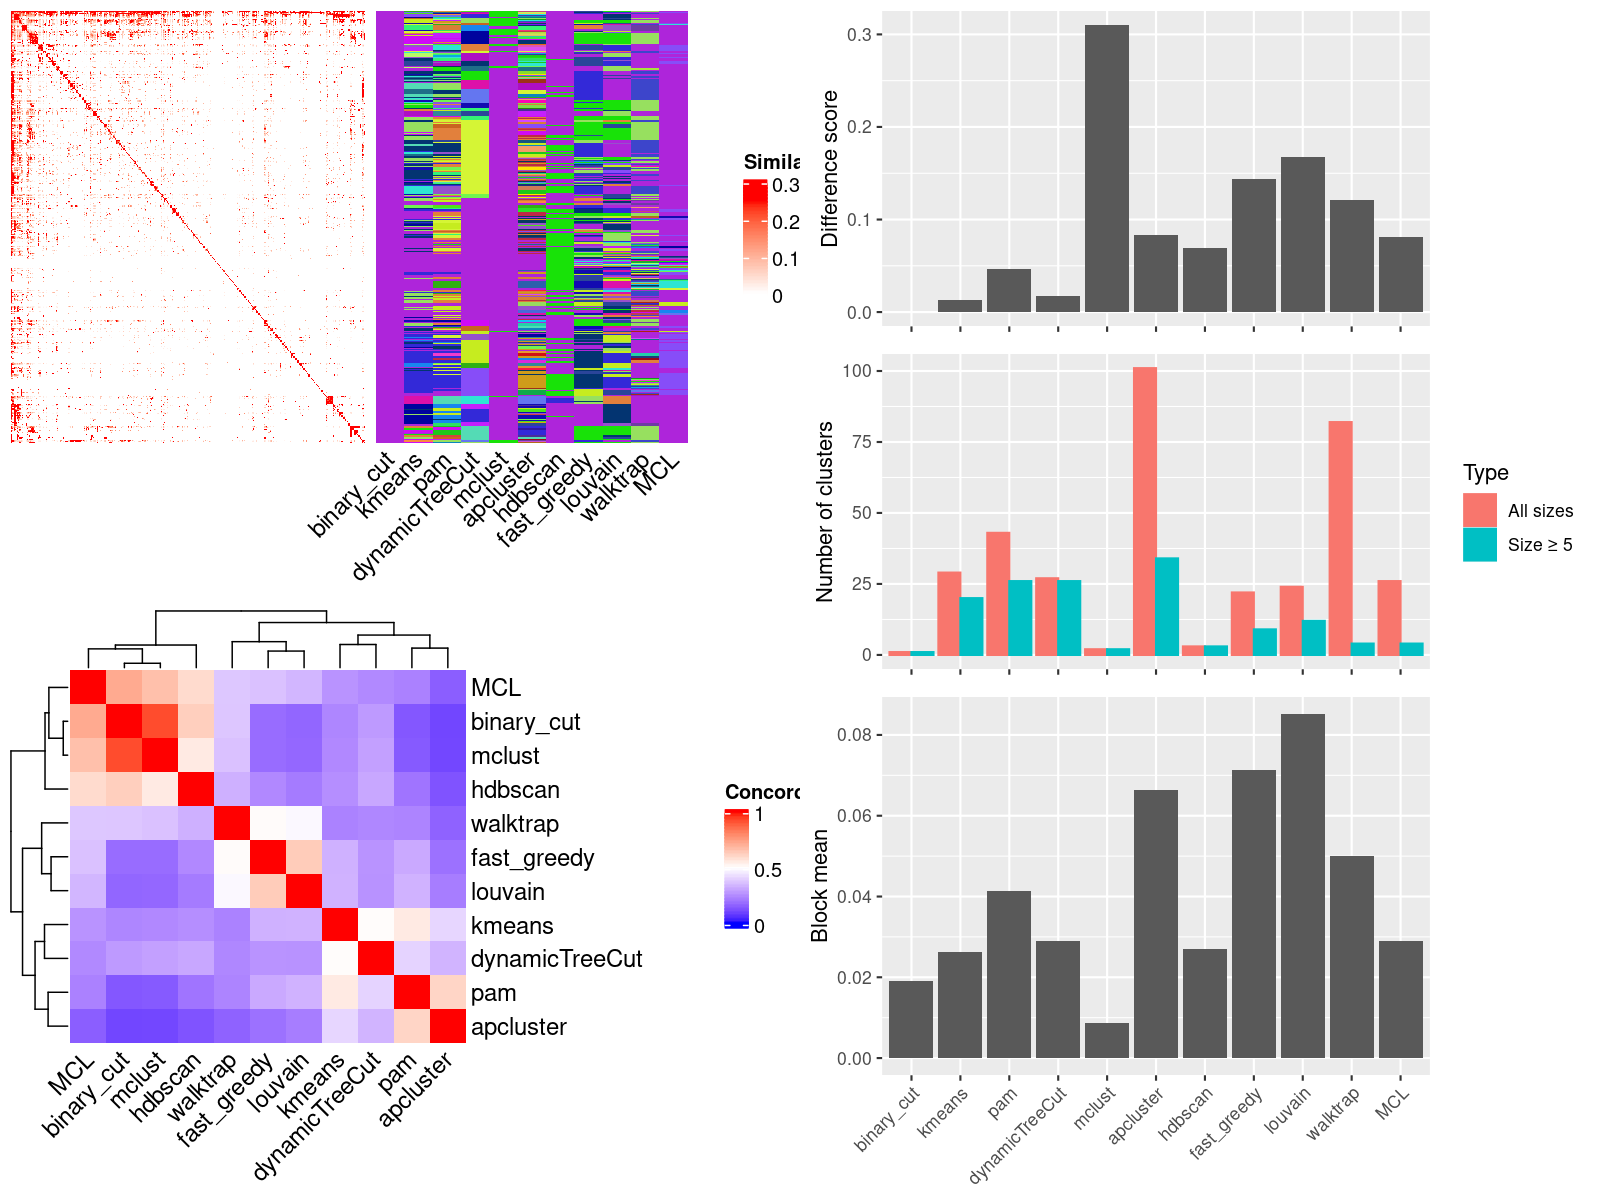 Simila
0.3
0.2
0.1
0
binary_cut
kmeans
pam
dynamicTreeCut
mclust
apcluster
hdbscan
fast_greedy
louvain
walktrap
MCL
MCL
binary_cut
mclust
hdbscan
walktrap
fast_greedy
louvain
kmeans
dynamicTreeCut
pam
apcluster
MCL
binary_cut
mclust
hdbscan
walktrap
fast_greedy
louvain
kmeans
dynamicTreeCut
pam
apcluster
Concord
1
0.5
0
Difference score
0.3
0.2
0.1
0.0
Number of clusters
100
75
50
25
0
Type
All sizes
Size ≥ 5
Block mean
0.08
0.06
0.04
0.02
0.00
binary_cut
kmeans
pam
dynamicTreeCut
mclust
apcluster
hdbscan
fast_greedy
louvain
walktrap
MCL